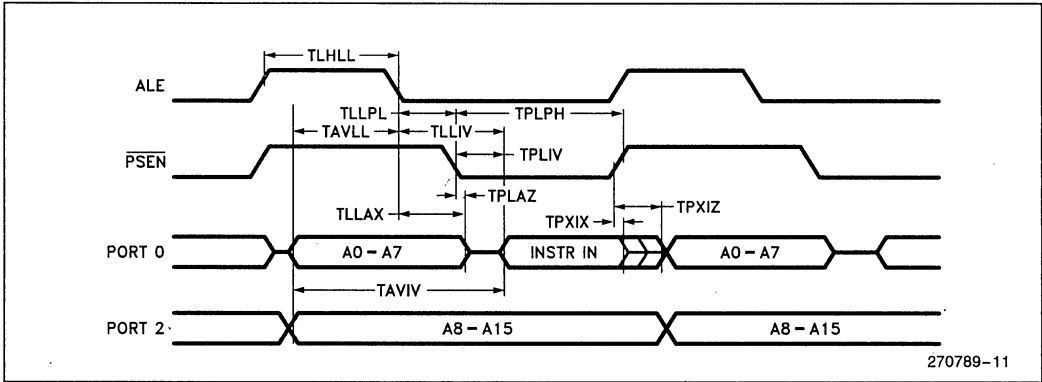 TLHLL
ALE
TLLPL TPLPH
TAVLL TLLIV
PSEN TPLIV
TPLAZ
TLLAX TPXIX TPXIZ
PORT 0 A0-A7 INSTR IN A0-A7
TAVIV
PORT 2 A8-A15 A8-A15
270789-11